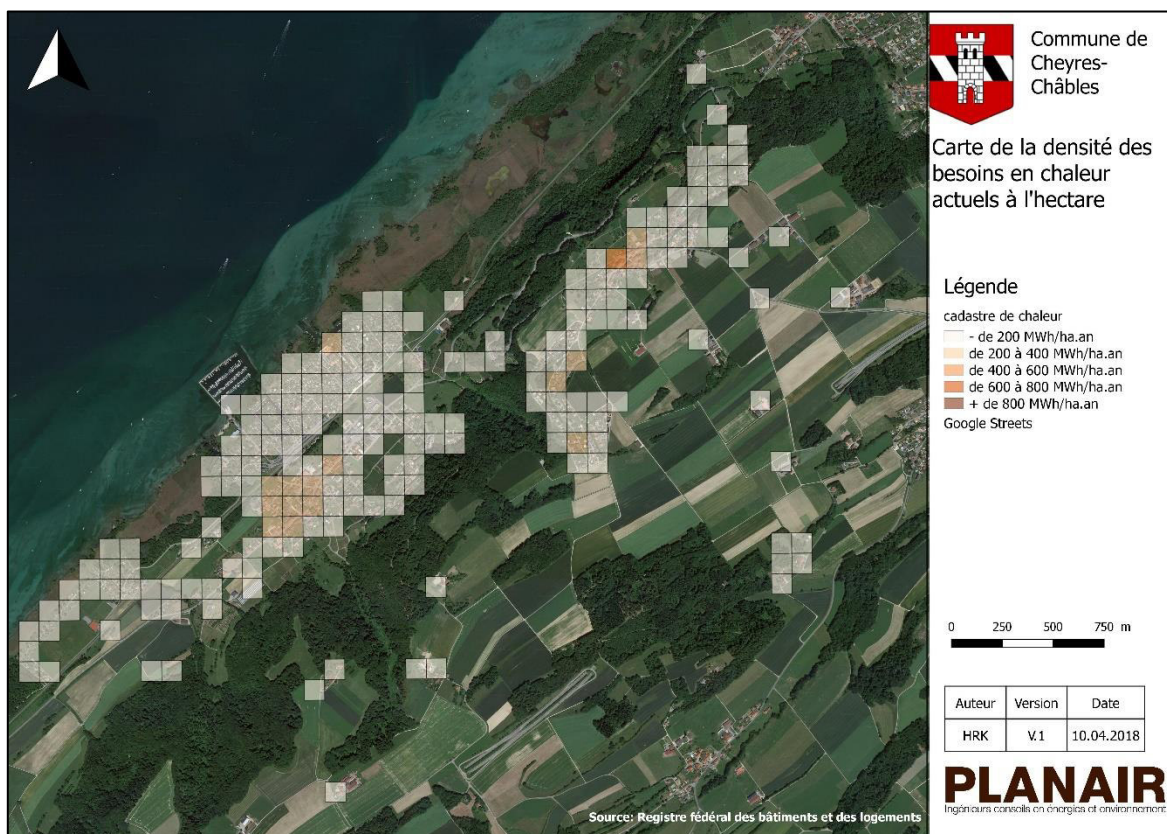 Commune de
Cheyres-
Châbles
Carte de la densité des
besoins en chaleur
actuels à l'hectare
Légende
cadastre de chaleur
- de 200 MWh/ha.an
de 200 à 400 MWh/ha.an
de 400 à 600 MWh/ha.an
de 600 à 800 MWh/ha.an
+ de 800 MWh/ha.an
Google Streets
0 250 500 750 m
Auteur Version Date
HRK V.1 10.04.2018
PLANAIR
Ingénieurs conseils en énergies et environnement
Source: Registre fédéral des bâtiments et des logements